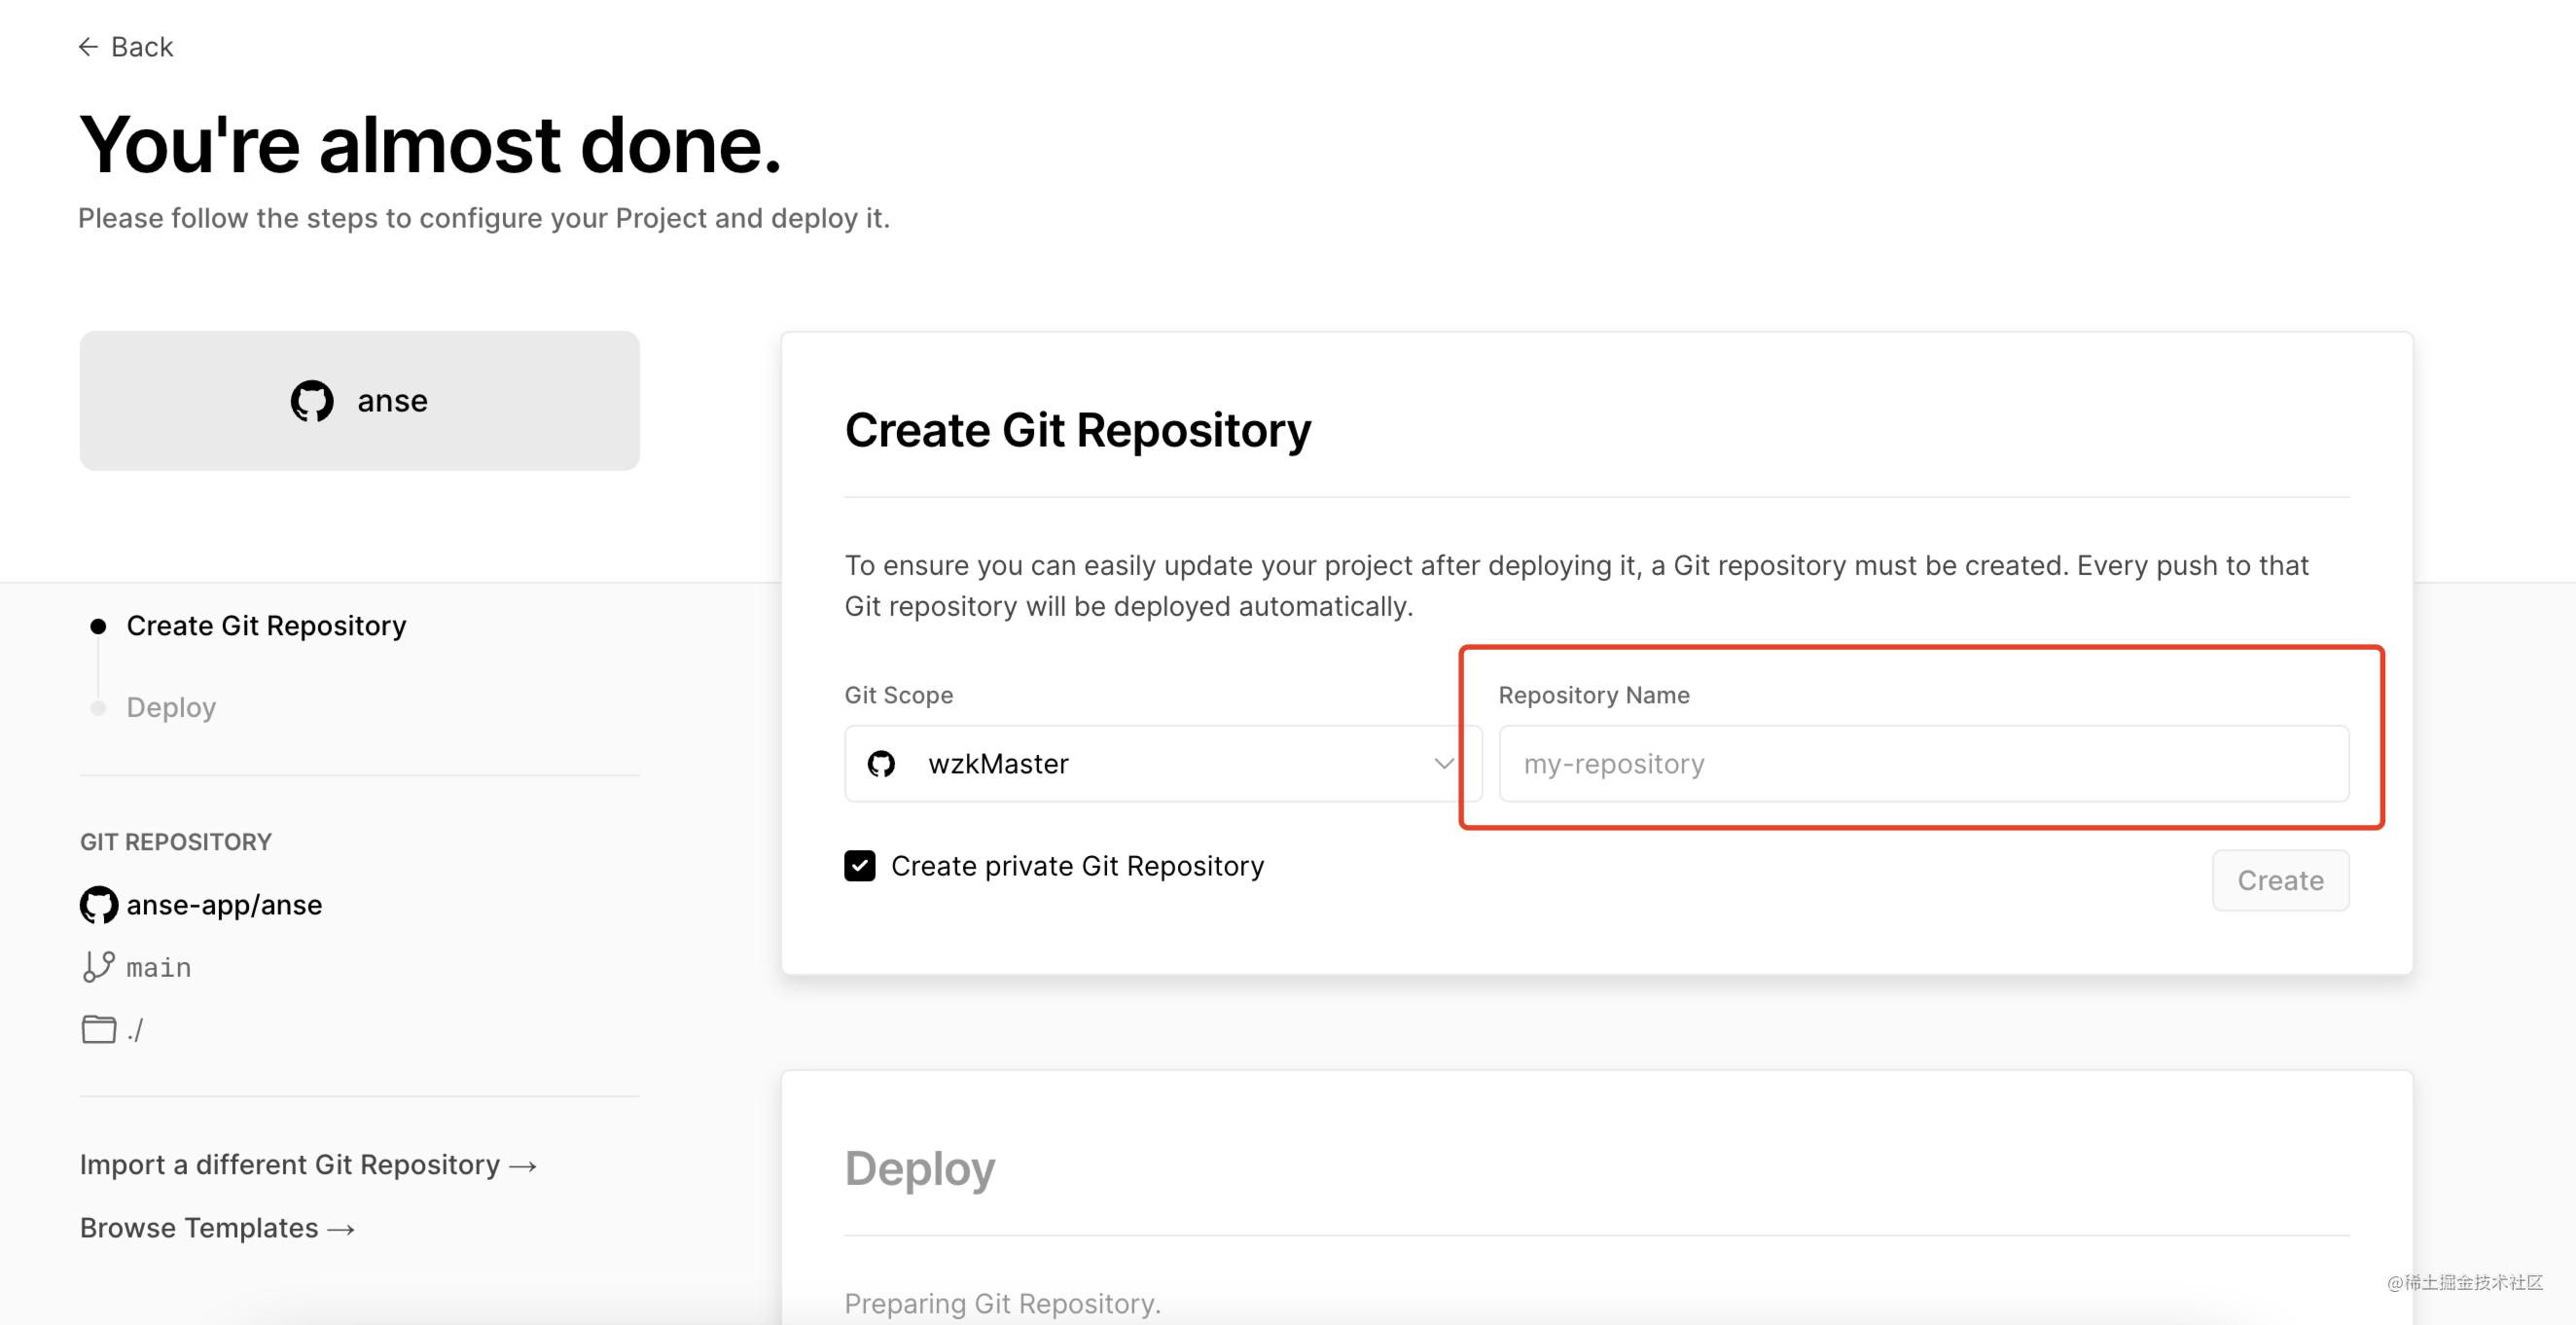 ← Back
You're almost done.
Please follow the steps to configure your Project and deploy it.
anse
Create Git Repository
Deploy
GIT REPOSITORY
anse-app/anse
main
./
Import a different Git Repository →
Browse Templates →
Create Git Repository
To ensure you can easily update your project after deploying it, a Git repository must be created. Every push to that
Git repository will be deployed automatically.
Git Scope
wzkMaster
Repository Name
my-repository
Create private Git Repository
Create
Deploy
Preparing Git Repository.
@稀土掘金技术社区